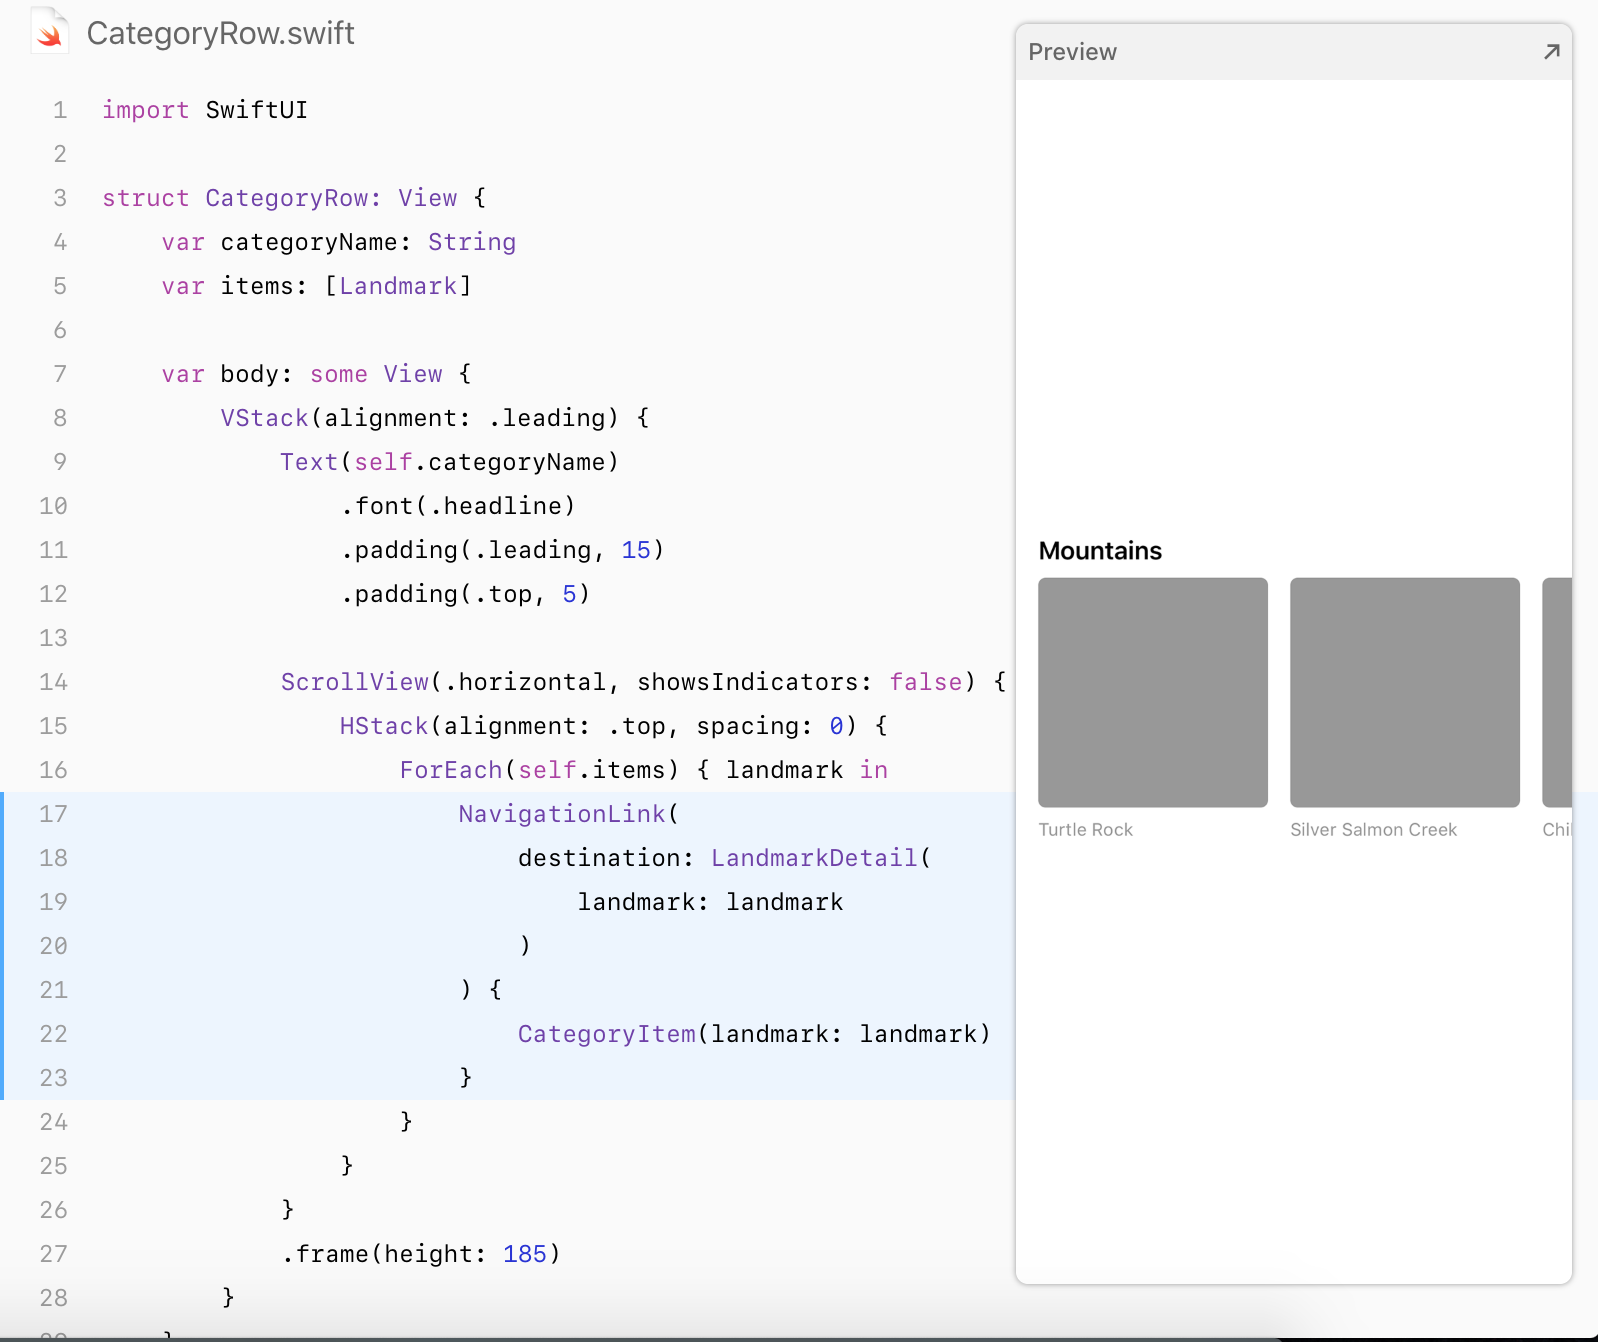 CategoryRow.swift
Preview
1 import SwiftUI
2
3 struct CategoryRow: View {
4 var categoryName: String
5 var items: [Landmark]
6
7 var body: some View {
8 VStack(alignment: .leading) {
9 Text(self.categoryName)
10 .font(.headline)
11 .padding(.leading, 15)
12 .padding(.top, 5)
13
14 ScrollView(.horizontal, showsIndicators: false) {
15 HStack(alignment: .top, spacing: 0) {
16 ForEach(self.items) { landmark in
17 NavigationLink(
18 destination: LandmarkDetail(
19 landmark: landmark
20 )
21 ) {
22 CategoryItem(landmark: landmark)
23 }
24 }
25 }
26 }
27 .frame(height: 185)
28 }
Mountains
Turtle Rock
Silver Salmon Creek